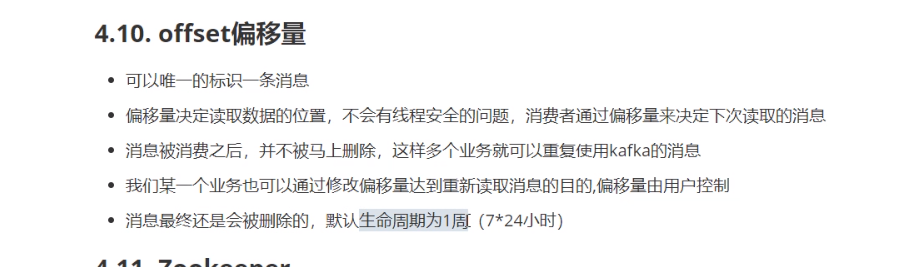 4.10. offset偏移量
可以唯一的标识一条消息
偏移量决定读取数据的位置，不会有线程安全的问题，消费者通过偏移量来决定下次读取的消息
消息被消费之后，并不被马上删除，这样多个业务就可以重复使用kafka的消息
我们某一个业务也可以通过修改偏移量达到重新读取消息的目的,偏移量由用户控制
消息最终还是会被删除的，默认生命周期为1周（7*24小时）
4.11. Zookeeper